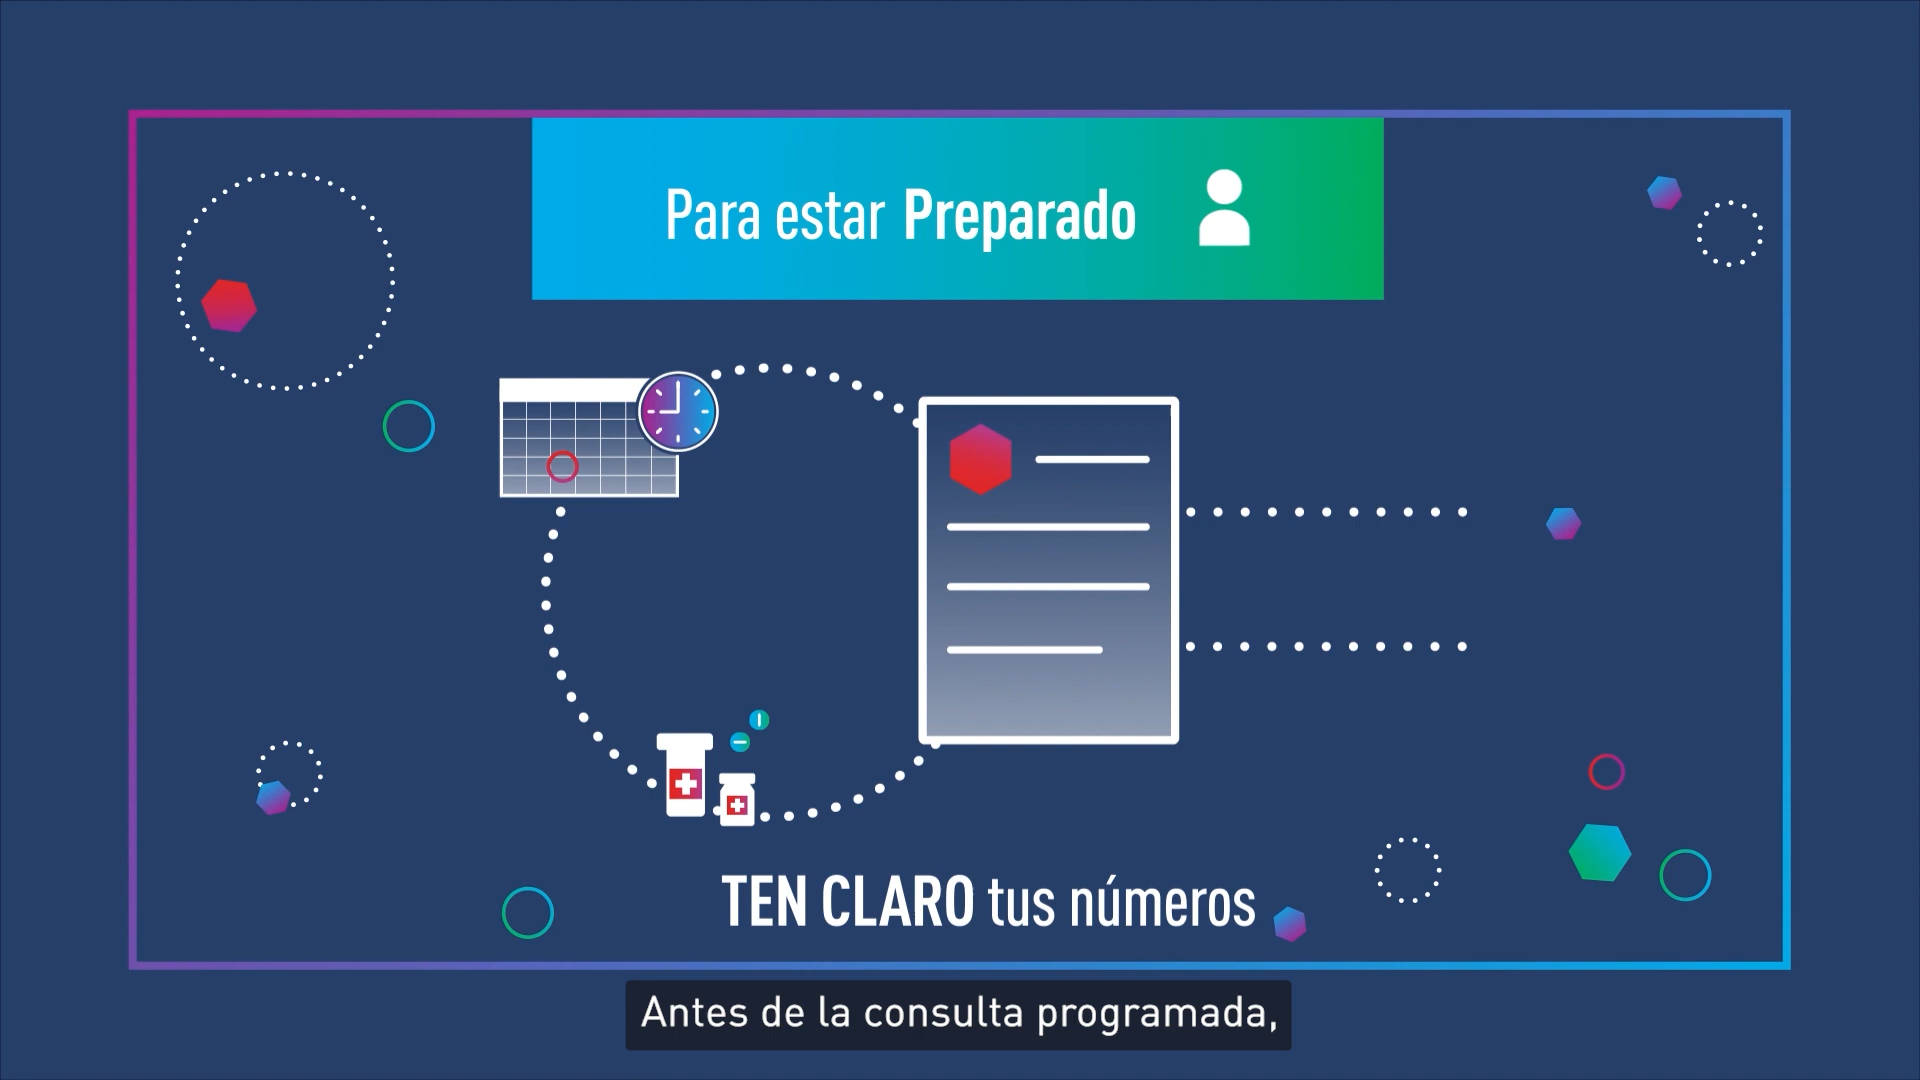 Para estar Preparado
TEN CLARO tus números
Antes de la consulta programada,